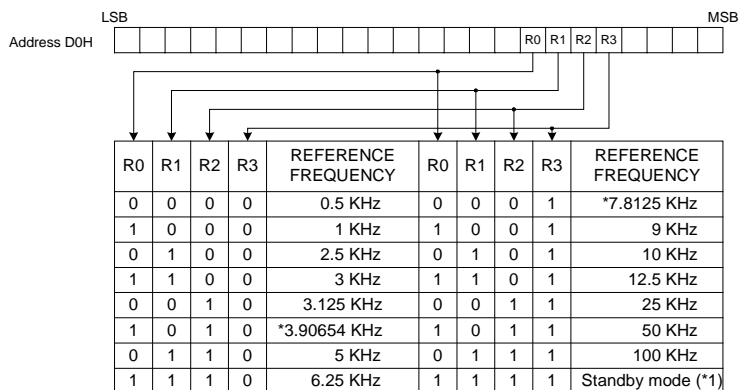 LSB MSB
Address D0H R0 R1 R2 R3
R0 R1 R2 R3 REFERENCE FREQUENCY R0 R1 R2 R3 REFERENCE FREQUENCY
0 0 0 0 0.5 KHz 0 0 0 1 *7.8125 KHz
1 0 0 0 1 KHz 1 0 0 1 9 KHz
0 1 0 0 2.5 KHz 0 1 0 1 10 KHz
1 1 0 0 3 KHz 1 1 0 1 12.5 KHz
0 0 1 0 3.125 KHz 0 0 1 1 25 KHz
1 0 1 0 *3.90654 KHz 1 0 1 1 50 KHz
0 1 1 0 5 KHz 0 1 1 1 100 KHz
1 1 1 0 6.25 KHz 1 1 1 1 Standby mode (*1)